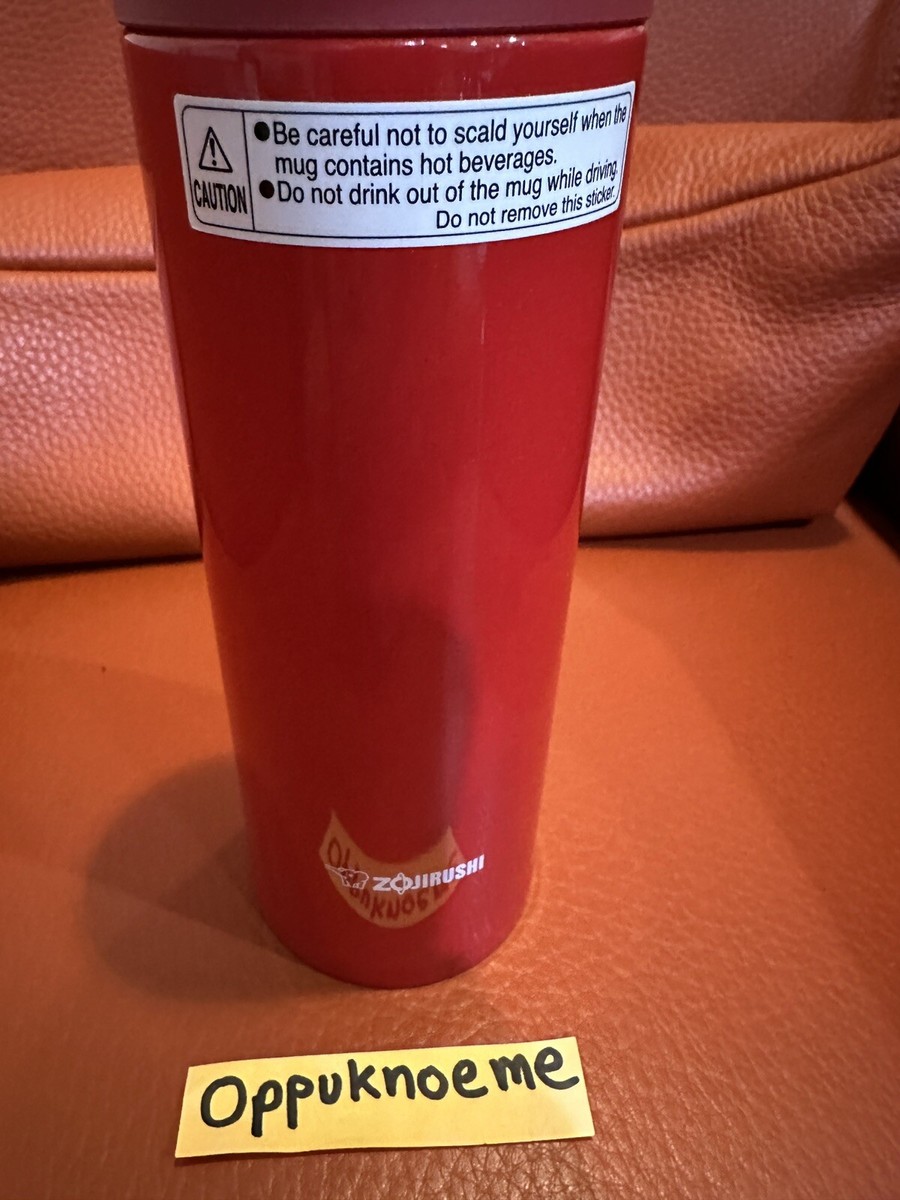 CAUTION
●Be careful not to scald yourself when the
mug contains hot beverages.
●Do not drink out of the mug while driving.
Do not remove this sticker.
ZOJIRUSHI
Oppuknoeme